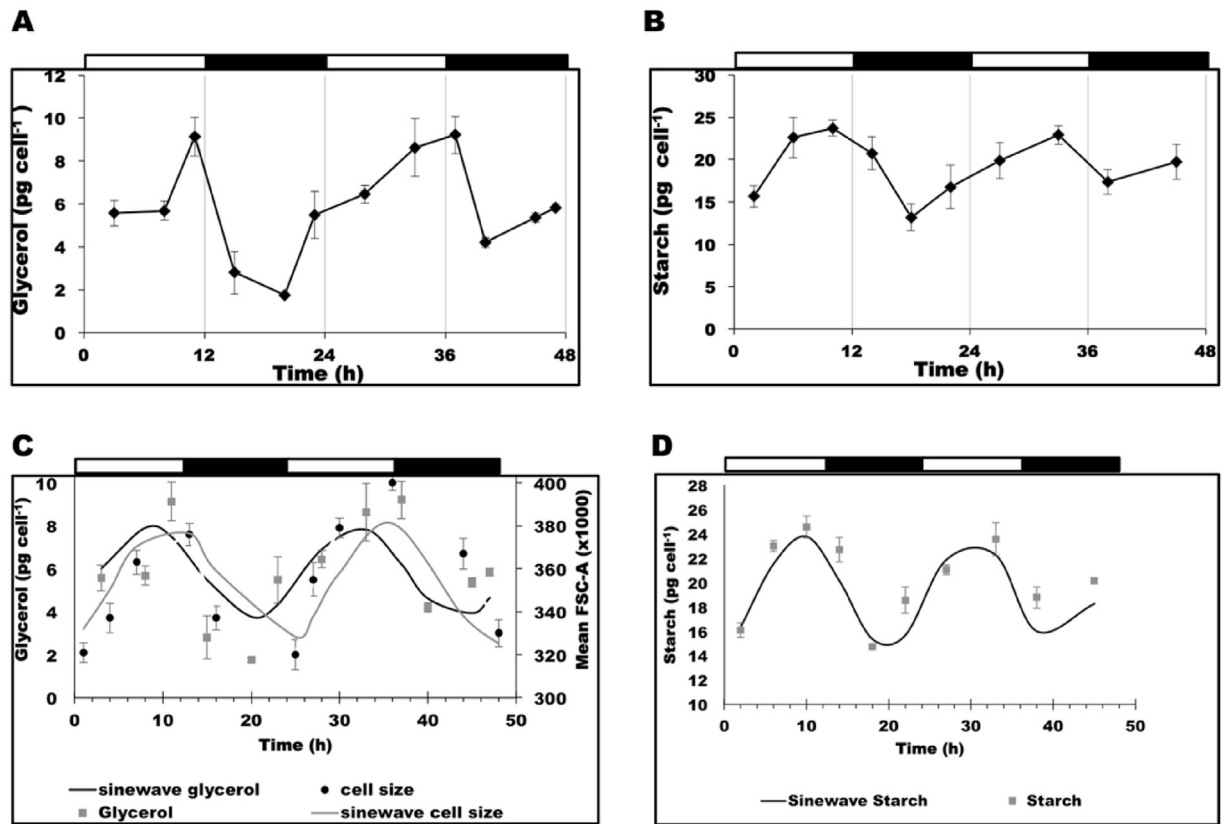 A
Glycerol (pg cell-1 )
12
10
8
6
4
2
0
0 12 24 36 48
Time (h)
B
Starch (pg cell-1)
30
25
20
15
10
5
0
0 12 24 36 48
Time (h)
C
Glycerol (pg cell-1)
10
8
6
4
2
0
400
380
360
340
320
300
Mean FSC-A (x1000)
0 10 20 30 40 50
Time (h)
sinewave glycerol cell size
Glycerol sinewave cell size
D
Starch (pg cell-1)
28
26
24
22
20
18
16
14
12
10
0 10 20 30 40 50
Time (h)
Sinewave Starch Starch